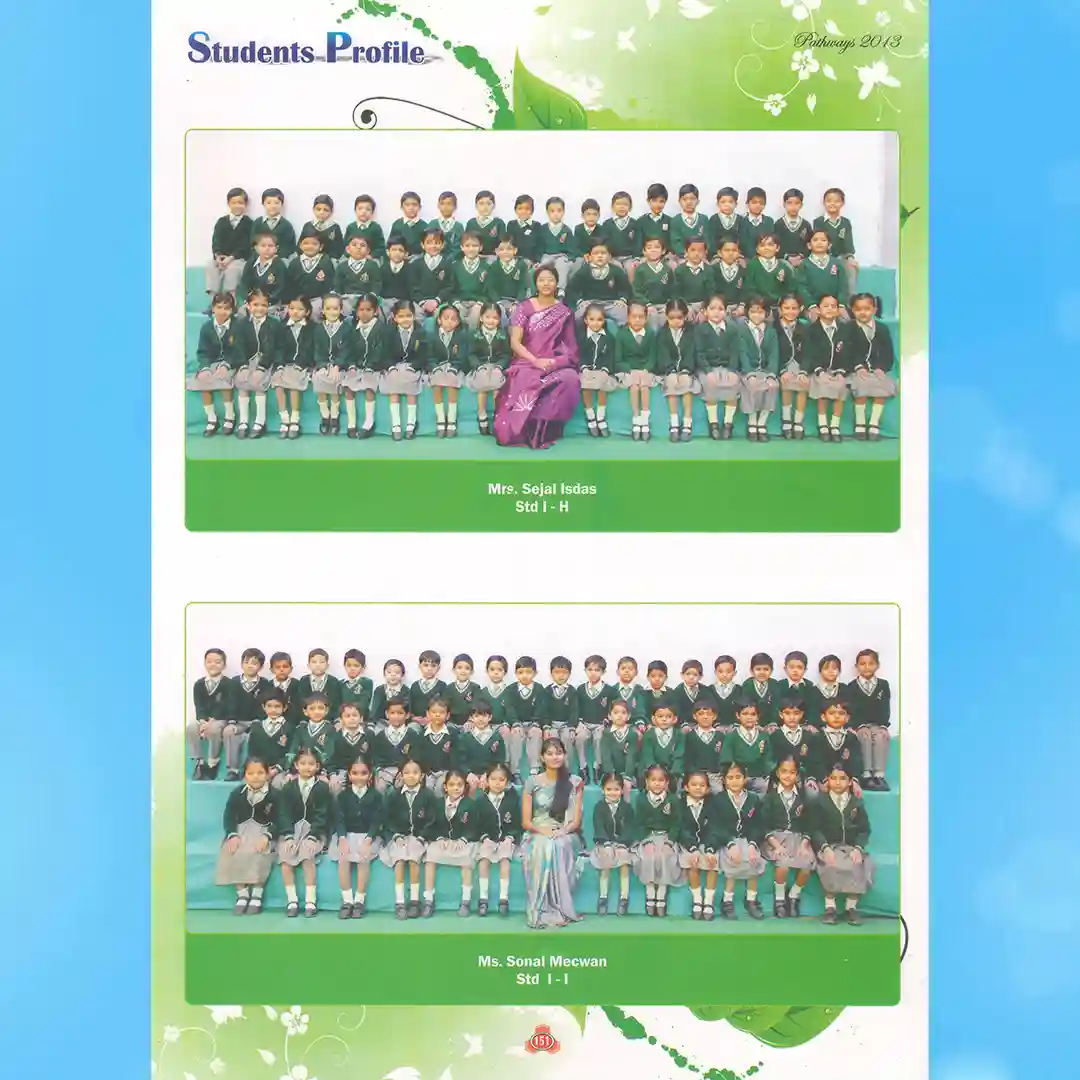 Students Profile
Pathways 2013
Mrs. Sejal Isdas
Std I - H
Ms. Sonal Mecwan
Std I - I
151